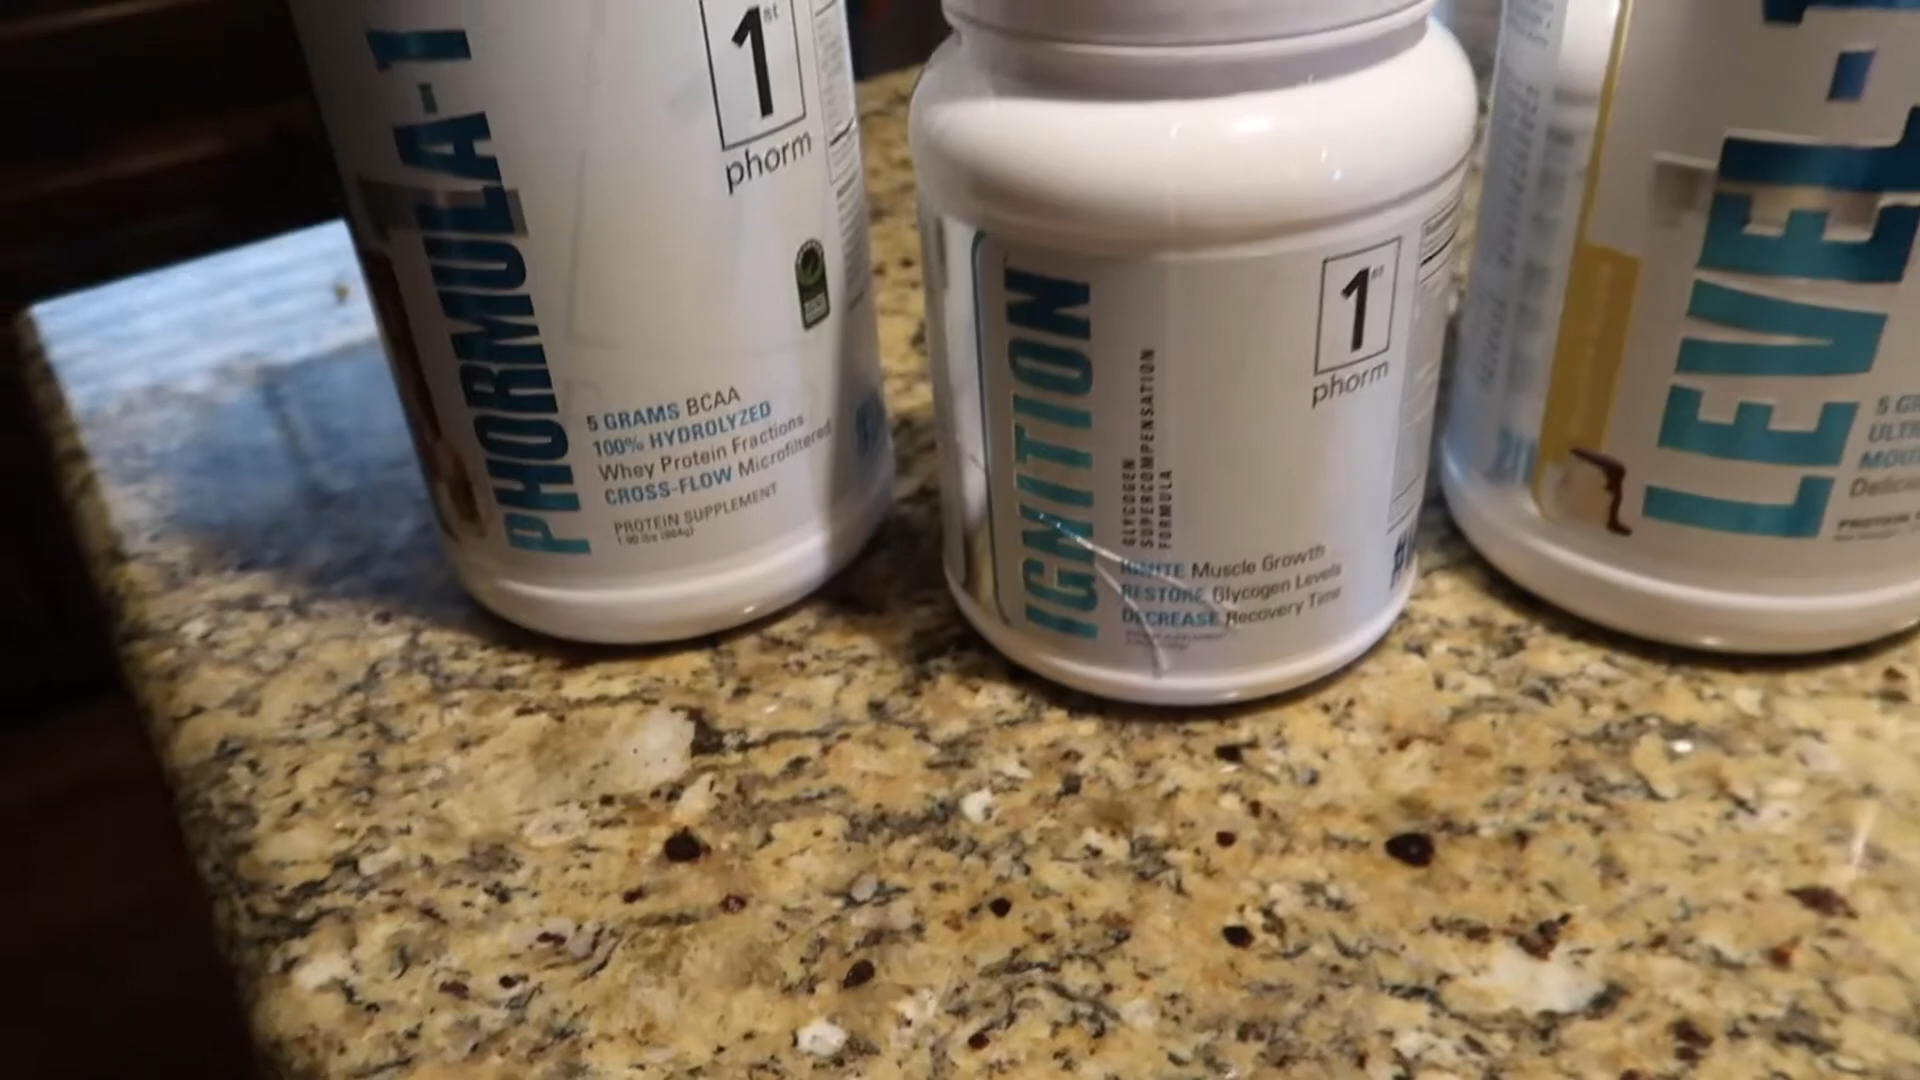 PHORMULA-1
1st
phorm
5 GRAMS BCAA
100% HYDROLYZED
Whey Protein Fractions
CROSS-FLOW Microfiltered
PROTEIN SUPPLEMENT
IGNITION
GLYCOGEN
SUPERCOMPENSATION
FORMULA
1st
phorm
IGNITE Muscle Growth
RESTORE Glycogen Levels
DECREASE Recovery Time
LEVEL-1